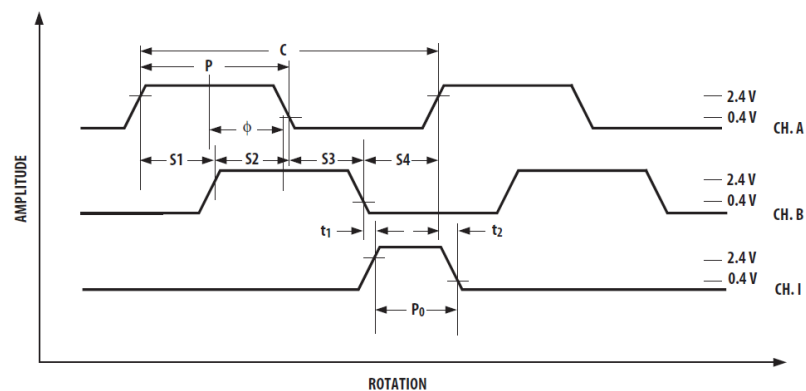 C
P
2.4 V
ϕ
0.4 V
CH. A
S1 S2 S3 S4
AMPLITUDE
2.4 V
0.4 V
CH. B
t1 t2
2.4 V
0.4 V
CH. I
P0
ROTATION